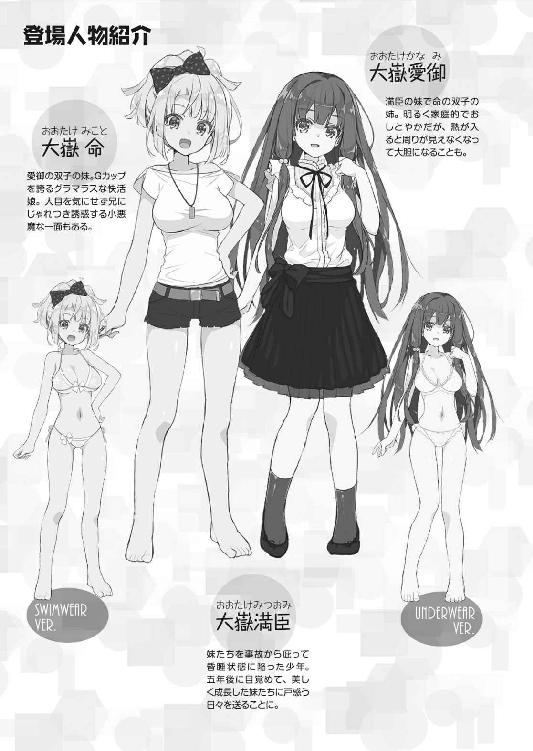 登場人物紹介
おおたけかなみ
大嶽愛御
満臣の妹で命の双子の
姉。明るく家庭的でお
しとやかだが、熱が入
ると周りが見えなくなっ
て大胆になることも。
おおたけ みこと
大嶽 命
愛御の双子の妹。Gカップ
を誇るグラマラスな快活
娘。人目を気にせず兄に
じゃれつき誘惑する小悪
魔な一面もある。
SWIMWEAR
VER.
UNDERWEAR
VER.
おおたけみつおみ
大嶽満臣
妹たちを事故から庇って
昏睡状態に陥った少年。
五年後に目覚めて、美し
く成長した妹たちに戸惑う
日々を送ることに。